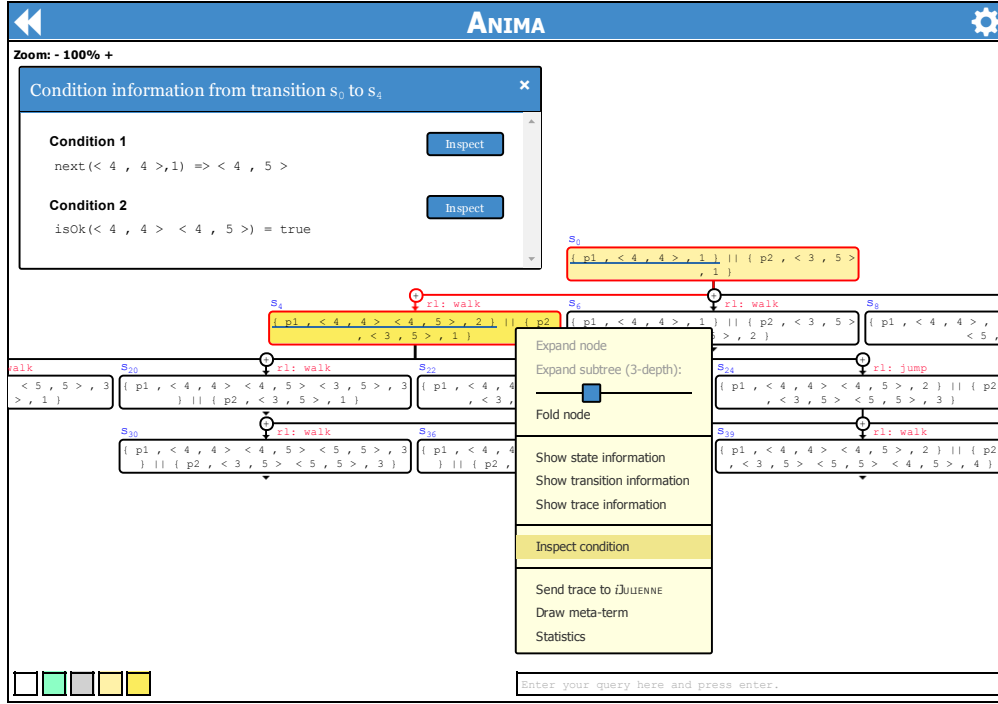 ANIMA
Zoom: - 100% +
Condition information from transition s0 to s4 ×
Condition 1
Inspect
next(< 4 , 4 >,1) => < 4 , 5 >
Condition 2
Inspect
isOk(< 4 , 4 > < 4 , 5 >) = true
s0
{ p1 , < 4 , 4 > , 1 } || { p2 , < 3 , 5 >
, 1 }
s4
rl: walk
{ p1 , < 4 , 4 > < 4 , 5 > , 2 } || { p2
, < 3 , 5 > , 1 }
s6
rl: walk
{ p1 , < 4 , 4 > , 1 } || { p2 , < 3 , 5 >
5 > , 2 }
s8
{ p1 , < 4 , 4 > ,
< 5 ,
walk
< 5 , 5 > , 3
> , 1 }
s20
rl: walk
{ p1 , < 4 , 4 > < 4 , 5 > < 3 , 5 > , 3
} || { p2 , < 3 , 5 > , 1 }
s22
{ p1 , < 4 , 4
, < 3 ,
s24
rl: jump
{ p1 , < 4 , 4 > < 4 , 5 > , 2 } || { p2
, < 3 , 5 > < 5 , 5 > , 3 }
s30
rl: walk
{ p1 , < 4 , 4 > < 4 , 5 > < 5 , 5 > , 3
} || { p2 , < 3 , 5 > < 5 , 5 > , 3 }
s36
{ p1 , < 4 , 4
} || { p2 ,
s39
rl: walk
{ p1 , < 4 , 4 > < 4 , 5 > , 2 } || { p2
, < 3 , 5 > < 5 , 5 > < 4 , 5 > , 4 }
Expand node
Expand subtree (3-depth):
Fold node
Show state information
Show transition information
Show trace information
Inspect condition
Send trace to iJULIENNE
Draw meta-term
Statistics
Enter your query here and press enter.